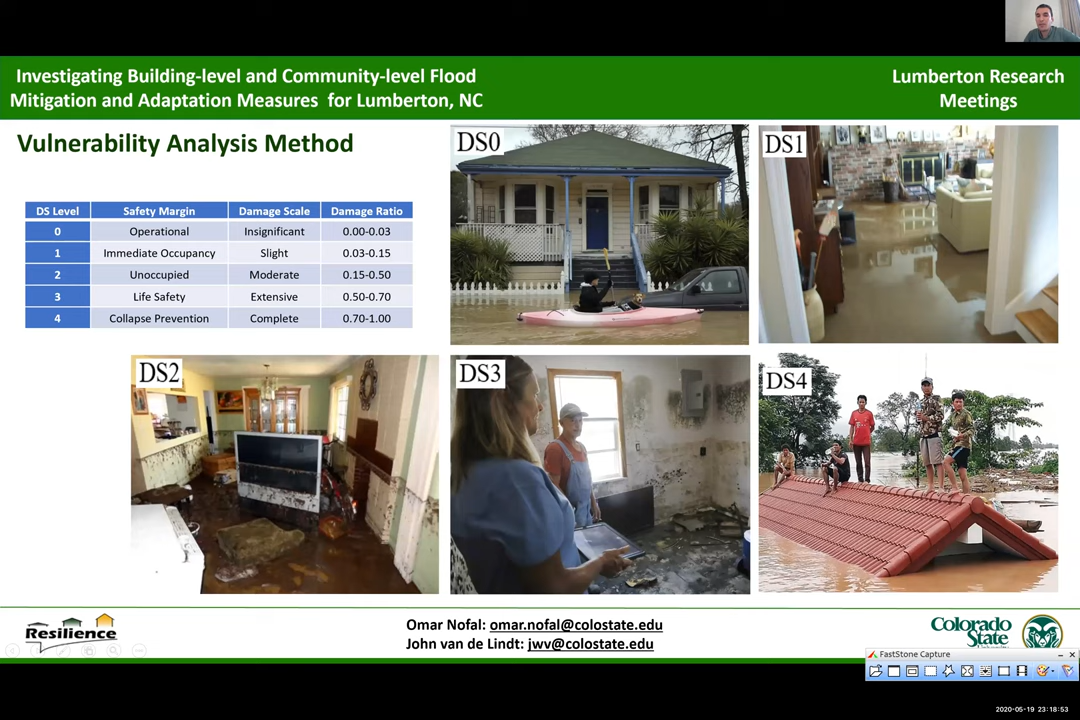 Investigating Building-level and Community-level Flood
Mitigation and Adaptation Measures for Lumberton, NC
Lumberton Research
Meetings
Vulnerability Analysis Method
DS Level Safety Margin Damage Scale Damage Ratio
0 Operational Insignificant 0.00-0.03
1 Immediate Occupancy Slight 0.03-0.15
2 Unoccupied Moderate 0.15-0.50
3 Life Safety Extensive 0.50-0.70
4 Collapse Prevention Complete 0.70-1.00
DS0
DS1
DS2
DS3
DS4
Resilience
Omar Nofal: omar.nofal@colostate.edu
John van de Lindt: jwv@colostate.edu
Colorado
State
FastStone Capture
2020-05-19 23:18:53